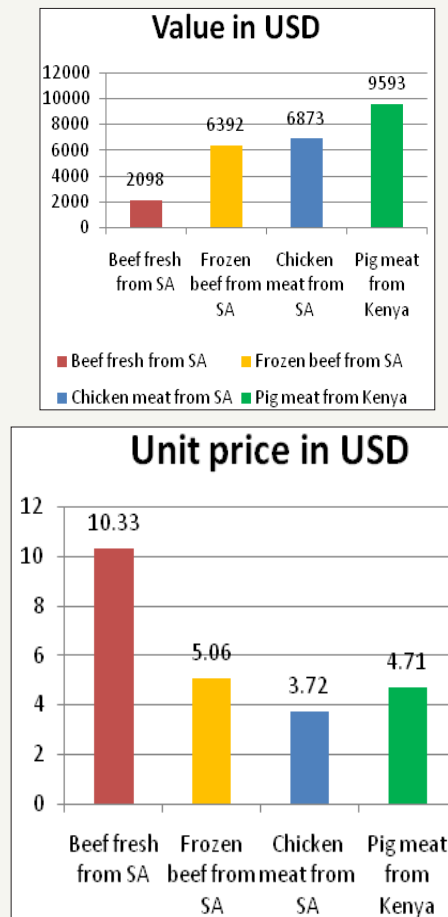 Value in USD
12000
10000
8000
6000
4000
2000
0
2098
6392
6873
9593
Beef fresh
from SA
Frozen
beef from
SA
Chicken
meat from
SA
Pig meat
from
Kenya
Beef fresh from SA
Frozen beef from SA
Chicken meat from SA
Pig meat from Kenya
Unit price in USD
12
10
8
6
4
2
0
10.33
5.06
3.72
4.71
Beef fresh
from SA
Frozen
beef from
SA
Chicken
meat from
SA
Pig meat
from
Kenya